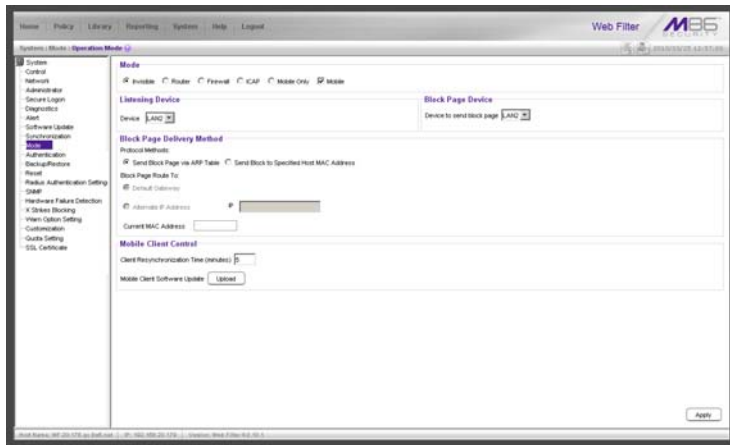 Home Policy Library Reporting System Help Logout
Web Filter
M86
SECURITY
System : Mode : Operation Mode
System
Control
Network
Administrator
Secure Logon
Diagnostics
Alert
Software Update
Synchronization
Mode
Authentication
Backup/Restore
Reset
Radius Authentication Setting
SNMP
Hardware Failure Detection
X Strikes Blocking
Warn Option Setting
Customization
Quota Setting
SSL Certificate
Mode
Invisible Router Firewall ICAP Mobile Only Mobile
Listening Device
Device LAN2
Block Page Device
Device to send block page LAN2
Block Page Delivery Method
Protocol Methods:
Send Block Page via ARP Table Send Block to Specified Host MAC Address
Block Page Route To:
Default Gateway
Alternate IP Address IP
Current MAC Address
Mobile Client Control
Client Resynchronization Time (minutes)
Mobile Client Software Update Upload
Apply